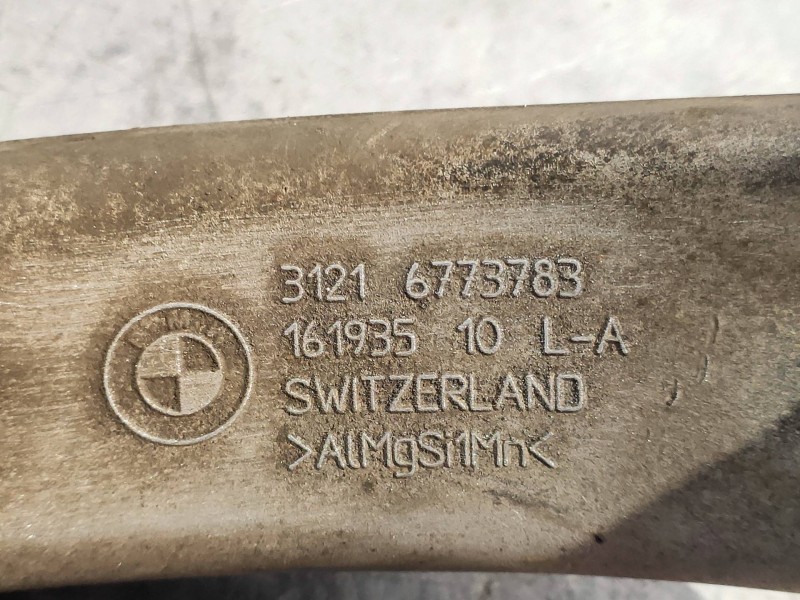 3121 6773783
161935 10 L-A
SWITZERLAND
>AlMgSi1Mn<